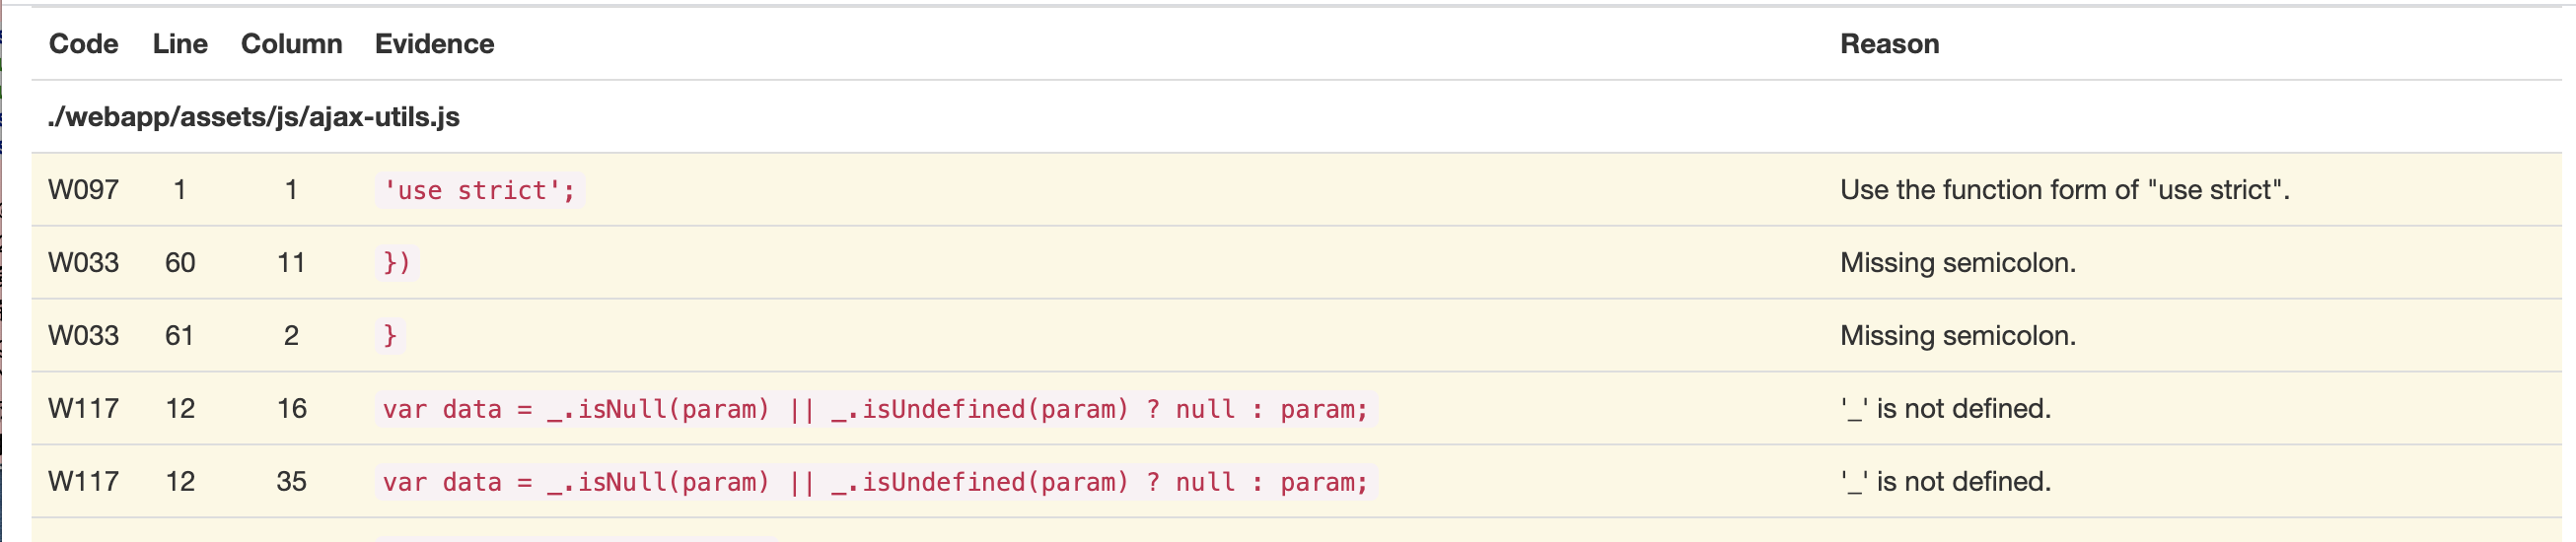 Code Line Column Evidence Reason
./webapp/assets/js/ajax-utils.js
W097 1 1 'use strict'; Use the function form of "use strict".
W033 60 11 }) Missing semicolon.
W033 61 2 } Missing semicolon.
W117 12 16 var data = _.isNull(param) || _.isUndefined(param) ? null : param; '_' is not defined.
W117 12 35 var data = _.isNull(param) || _.isUndefined(param) ? null : param; '_' is not defined.